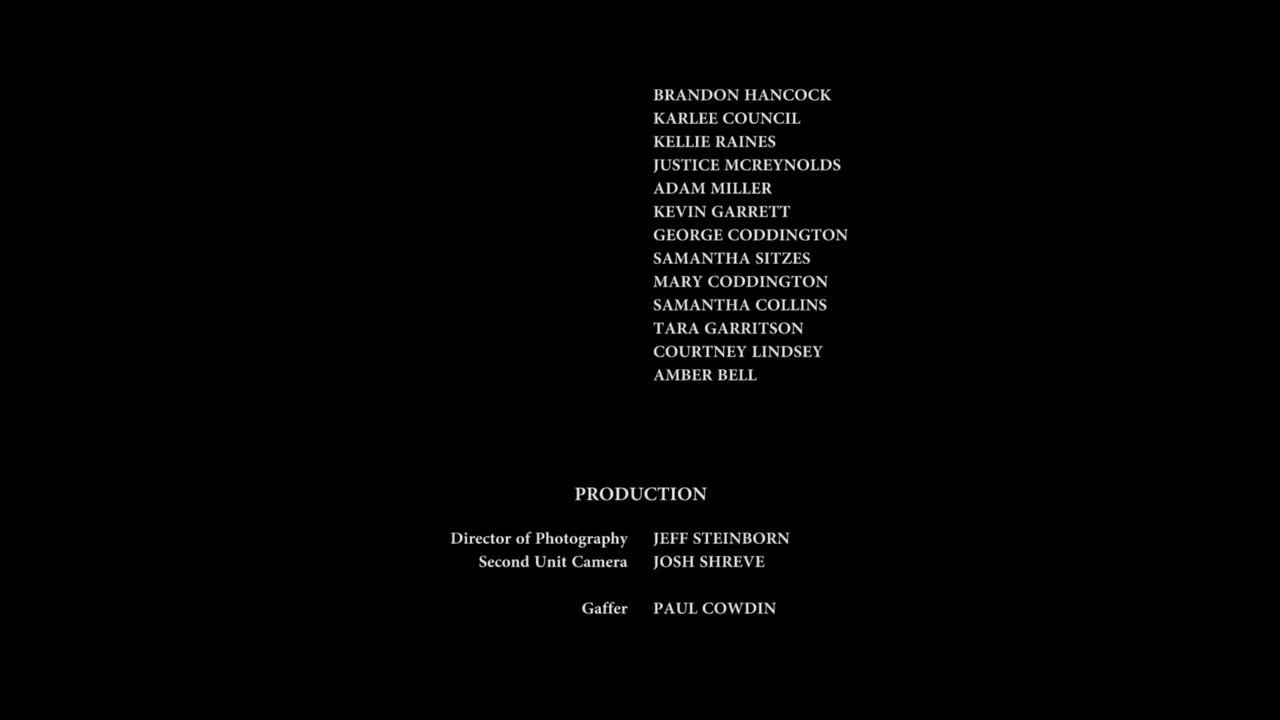 BRANDON HANCOCK
KARLEE COUNCIL
KELLIE RAINES
JUSTICE MCREYNOLDS
ADAM MILLER
KEVIN GARRETT
GEORGE CODDINGTON
SAMANTHA SITZES
MARY CODDINGTON
SAMANTHA COLLINS
TARA GARRITSON
COURTNEY LINDSEY
AMBER BELL
PRODUCTION
Director of Photography JEFF STEINBORN
Second Unit Camera JOSH SHREVE
Gaffer PAUL COWDIN